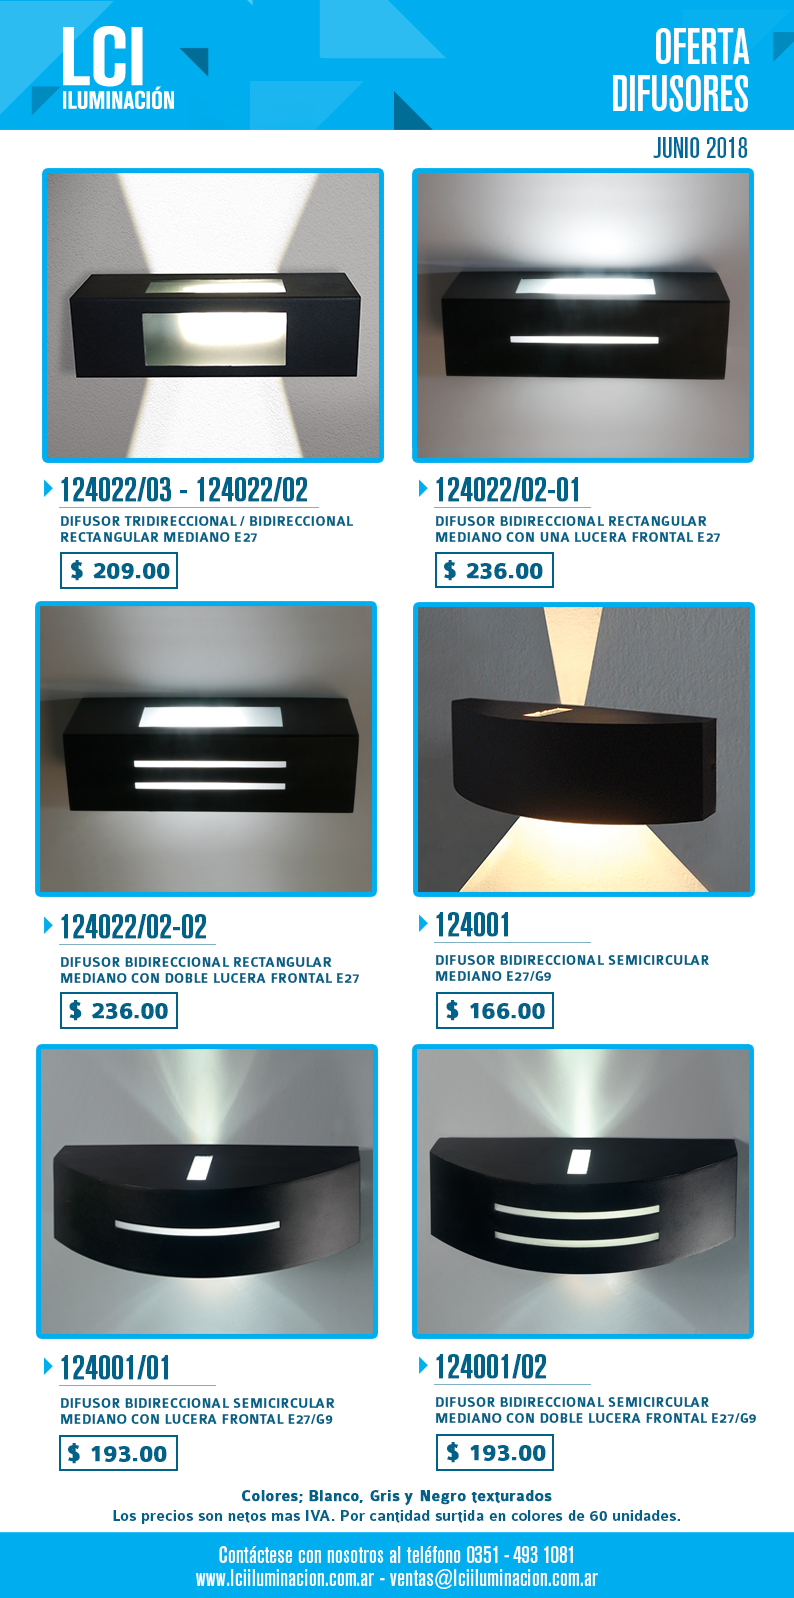 LCI
ILUMINACIÓN
OFERTA
DIFUSORES
JUNIO 2018
124022/03 - 124022/02
DIFUSOR TRIDIRECCIONAL / BIDIRECCIONAL
RECTANGULAR MEDIANO E27
$ 209.00
124022/02-01
DIFUSOR BIDIRECCIONAL RECTANGULAR
MEDIANO CON UNA LUCERA FRONTAL E27
$ 236.00
124022/02-02
DIFUSOR BIDIRECCIONAL RECTANGULAR
MEDIANO CON DOBLE LUCERA FRONTAL E27
$ 236.00
124001
DIFUSOR BIDIRECCIONAL SEMICIRCULAR
MEDIANO E27/G9
$ 166.00
124001/01
DIFUSOR BIDIRECCIONAL SEMICIRCULAR
MEDIANO CON LUCERA FRONTAL E27/G9
$ 193.00
124001/02
DIFUSOR BIDIRECCIONAL SEMICIRCULAR
MEDIANO CON DOBLE LUCERA FRONTAL E27/G9
$ 193.00
Colores; Blanco, Gris y Negro texturados
Los precios son netos mas IVA. Por cantidad surtida en colores de 60 unidades.
Contáctese con nosotros al teléfono 0351 - 493 1081
www.lciiluminacion.com.ar - ventas@lciiluminacion.com.ar